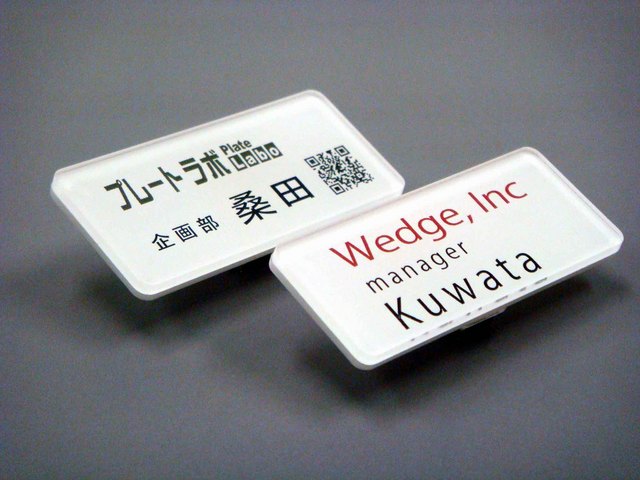 プレートラボ Plate Labo
企画部 桑田
Wedge, Inc
manager
Kuwata